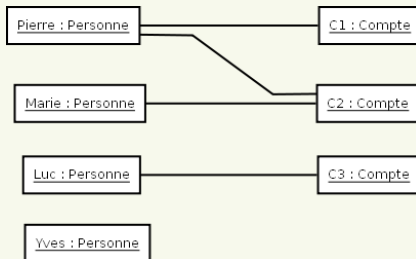 Pierre : Personne
C1 : Compte
Marie : Personne
C2 : Compte
Luc : Personne
C3 : Compte
Yves : Personne